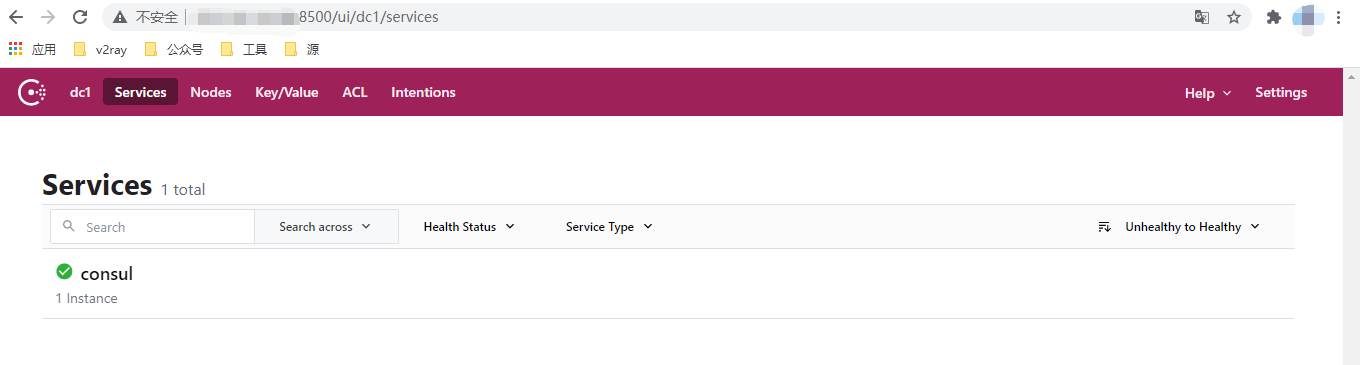 不安全 8500/ui/dc1/services
应用 v2ray 公众号 工具 源
dc1 Services Nodes Key/Value ACL Intentions Help Settings
Services 1 total
Search Search across Health Status Service Type Unhealthy to Healthy
consul
1 Instance